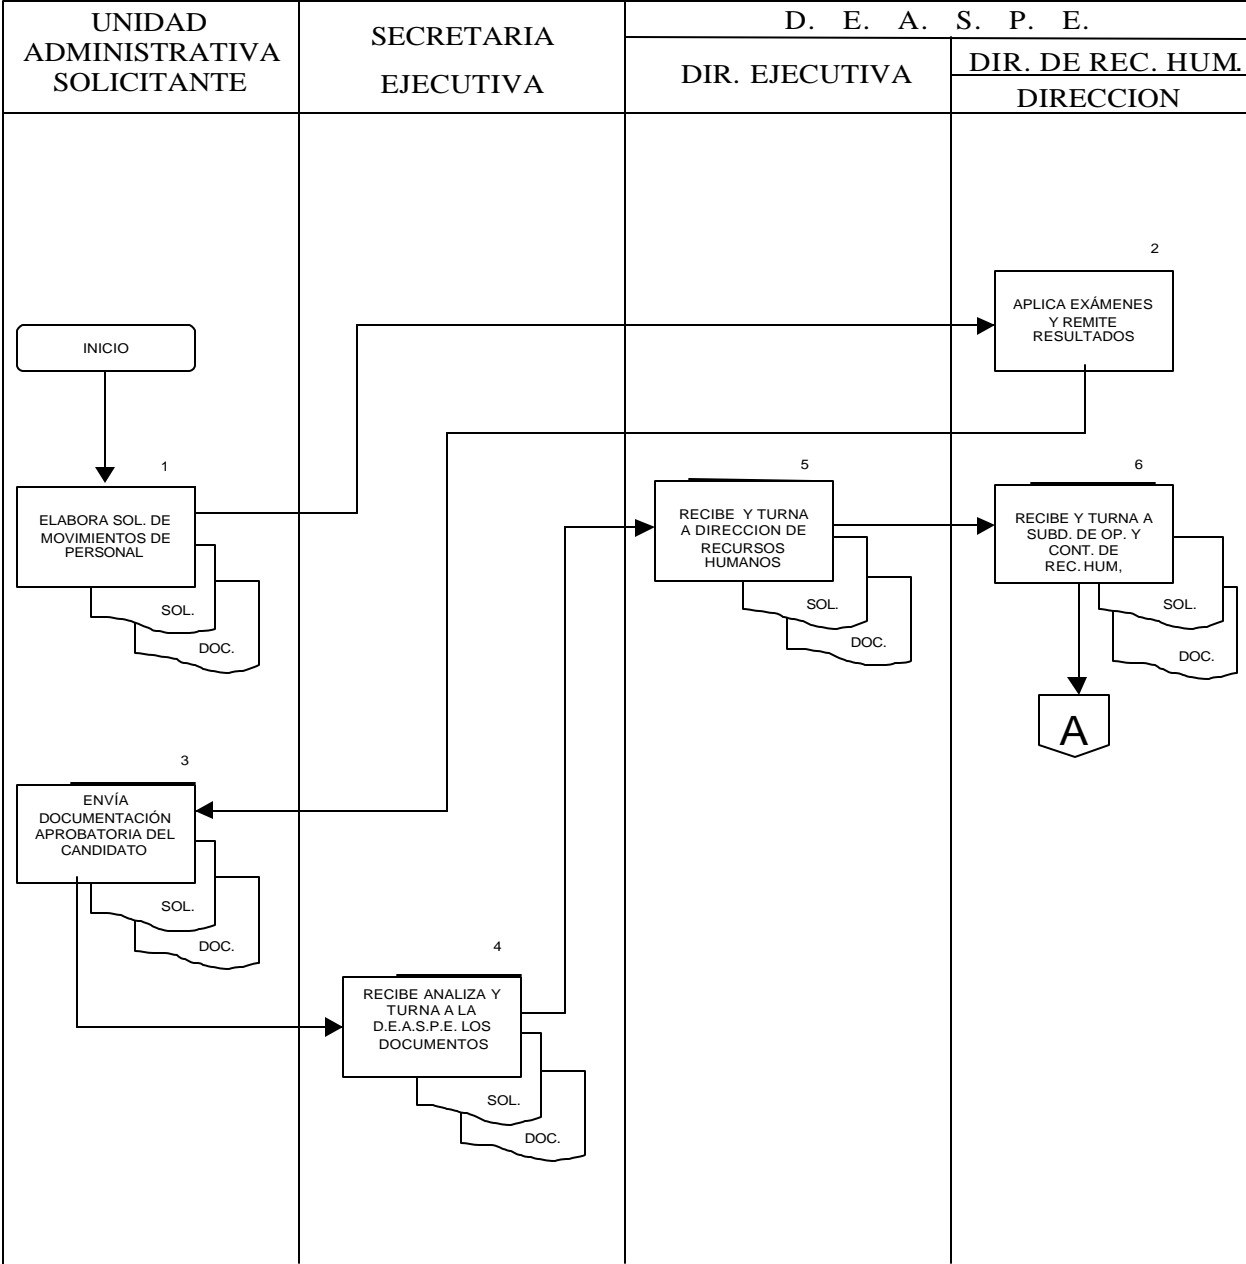 UNIDAD
ADMINISTRATIVA
SOLICITANTE
SECRETARIA
EJECUTIVA
D. E. A. S. P. E.
DIR. EJECUTIVA
DIR. DE REC. HUM.
DIRECCION
INICIO
1
ELABORA SOL. DE
MOVIMIENTOS DE
PERSONAL
SOL.
DOC.
2
APLICA EXÁMENES
Y REMITE
RESULTADOS
3
ENVÍA
DOCUMENTACIÓN
APROBATORIA DEL
CANDIDATO
SOL.
DOC.
4
RECIBE ANALIZA Y
TURNA A LA
D.E.A.S.P.E. LOS
DOCUMENTOS
SOL.
DOC.
5
RECIBE Y TURNA
A DIRECCION DE
RECURSOS
HUMANOS
SOL.
DOC.
6
RECIBE Y TURNA A
SUBD. DE OP. Y
CONT. DE
REC. HUM,
SOL.
DOC.
A